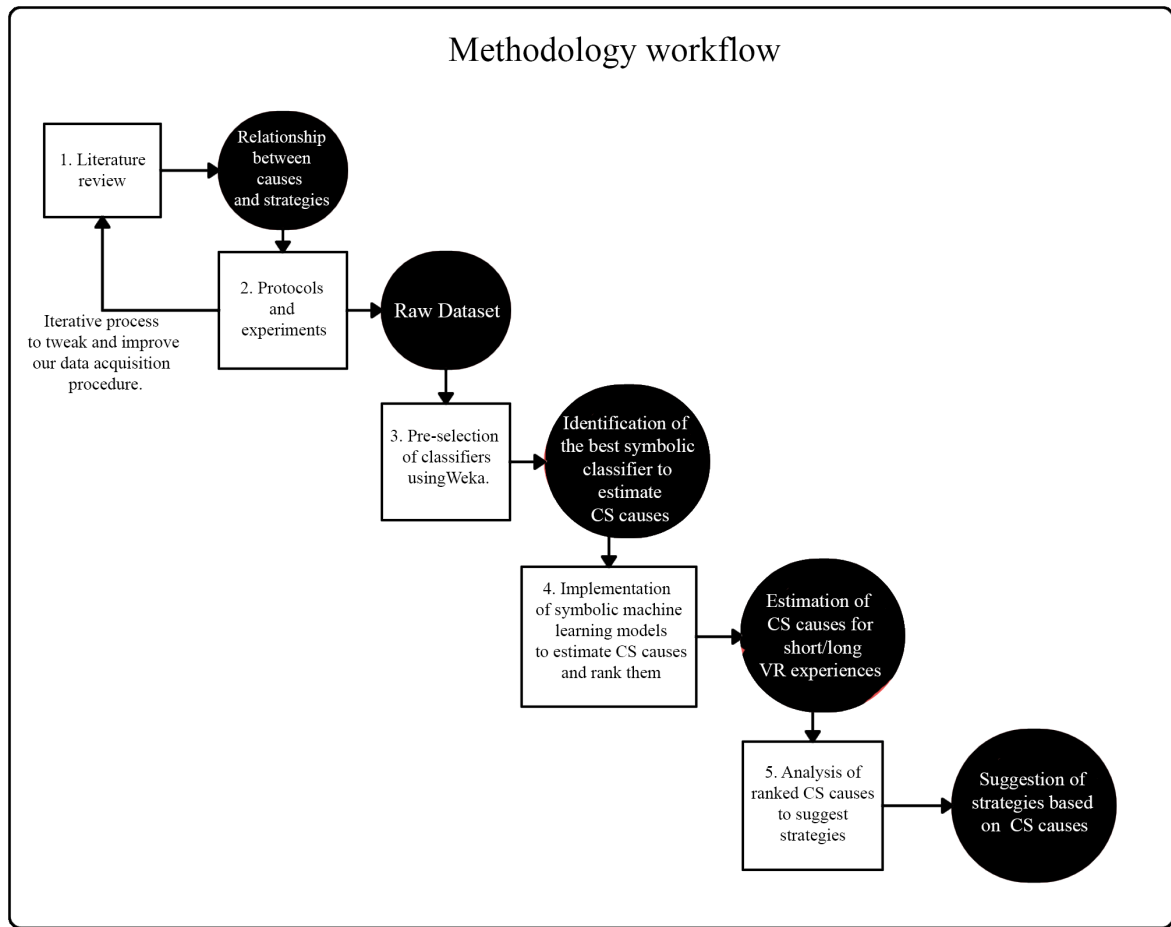 Methodology workflow
1. Literature
review
Relationship
between
causes
and strategies
2. Protocols
and
experiments
Iterative process
to tweak and improve
our data acquisition
procedure.
Raw Dataset
3. Pre-selection
of classifiers
usingWeka.
Identification of
the best symbolic
classifier to
estimate
CS causes
4. Implementation
of symbolic machine
learning models
to estimate CS causes
and rank them
Estimation of
CS causes for
short/long
VR experiences
5. Analysis of
ranked CS causes
to suggest
strategies
Suggestion of
strategies based
on CS causes